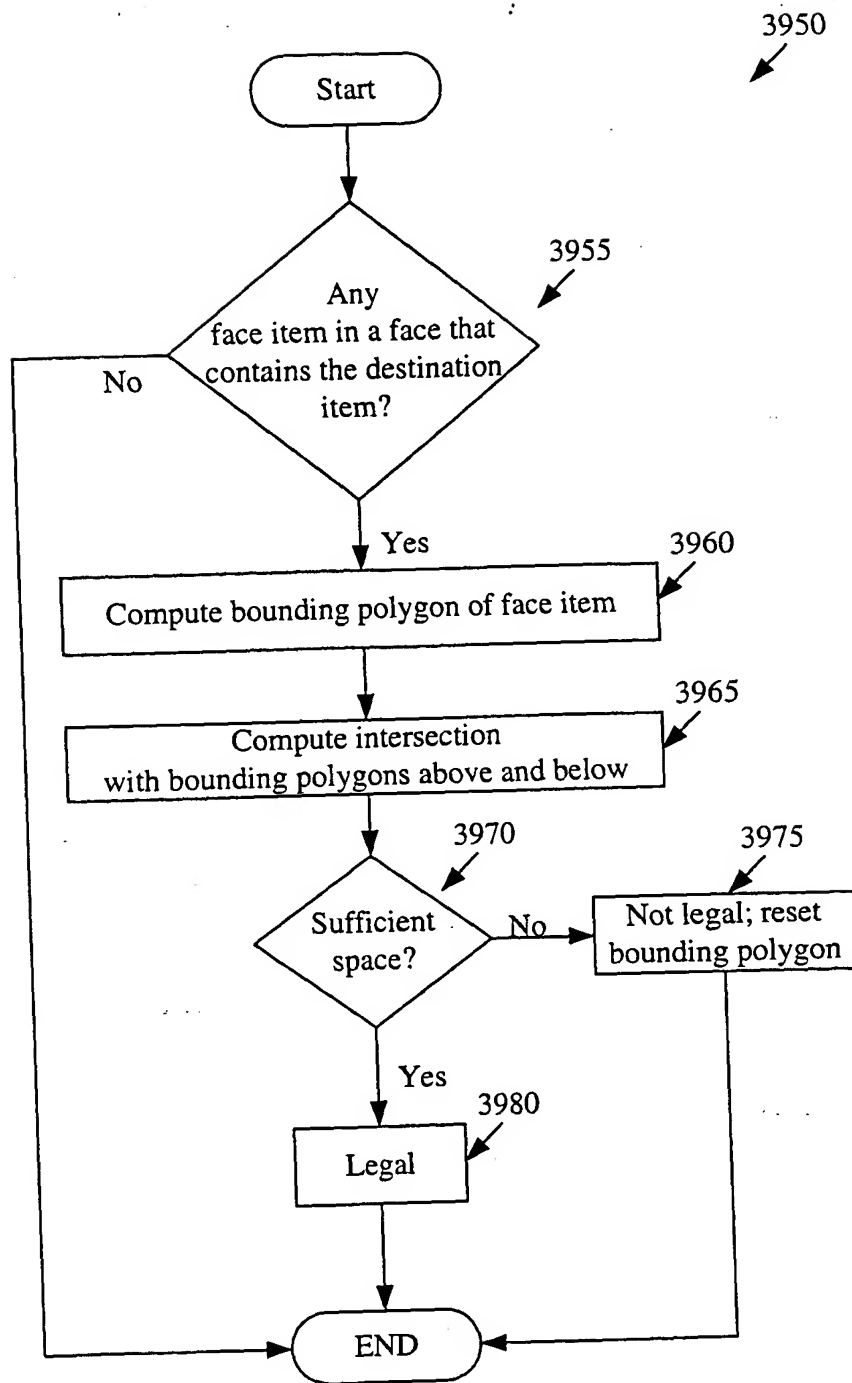 3950
Start
3955
Any
face item in a face that
contains the destination
item?
No
Yes
3960
Compute bounding polygon of face item
3965
Compute intersection
with bounding polygons above and below
3970
3975
Sufficient
space?
No
Not legal; reset
bounding polygon
Yes
3980
Legal
END